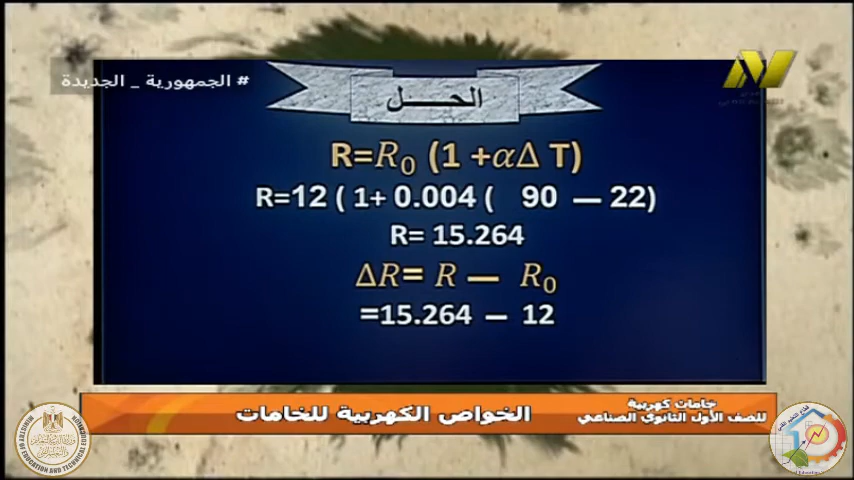 # الجمهورية _ الجديدة
الحـــــل
R=R₀ (1 +αΔ T)
R=12 ( 1+ 0.004 ( 90 — 22)
R= 15.264
ΔR= R — R₀
=15.264 — 12
خامات كهربية
للصف الأول الثانوي الصناعي
الخواص الكهربية للخامات